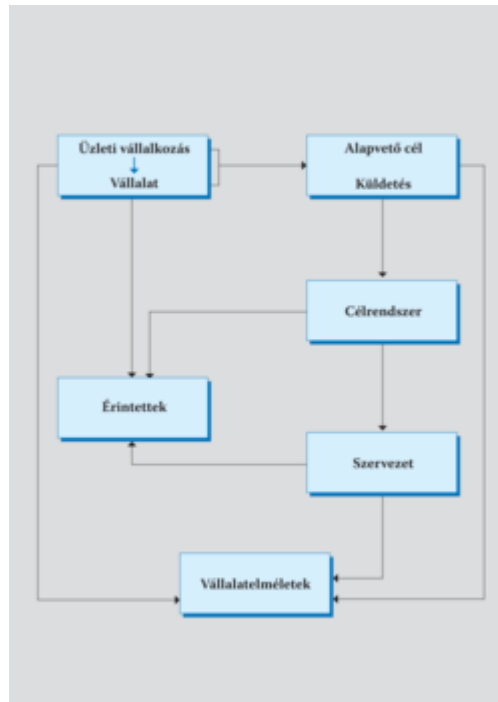 Üzleti vállalkozás
Vállalat
Alapvető cél
Küldetés
Célrendszer
Érintettek
Szervezet
Vállalatelméletek